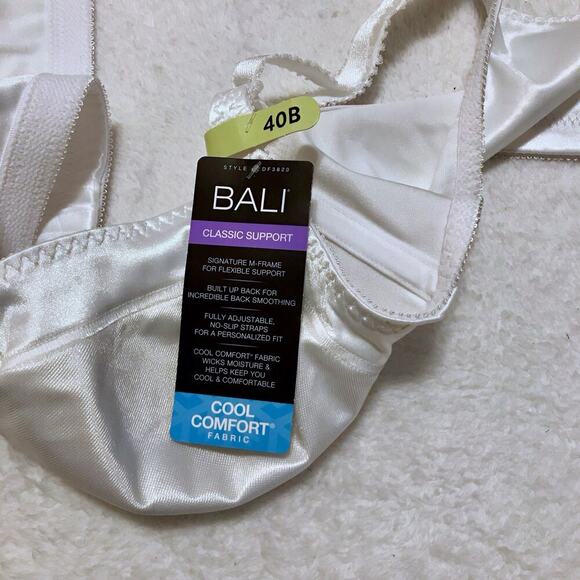 40B
STYLE DF3820
BALI®
CLASSIC SUPPORT
SIGNATURE M-FRAME
FOR FLEXIBLE SUPPORT
BUILT UP BACK FOR
INCREDIBLE BACK SMOOTHING
FULLY ADJUSTABLE,
NO-SLIP STRAPS
FOR A PERSONALIZED FIT
COOL COMFORT® FABRIC
WICKS MOISTURE &
HELPS KEEP YOU
COOL & COMFORTABLE
COOL
COMFORT®
FABRIC